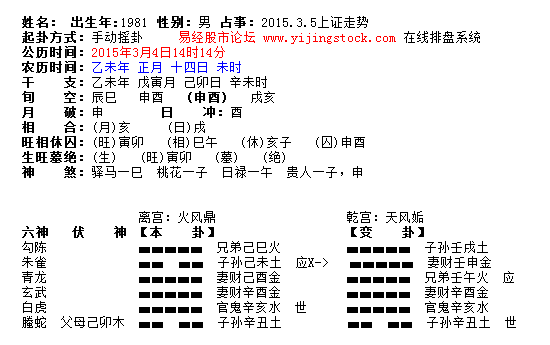 姓名： 出生年:1981 性别: 男 占事: 2015.3.5上证走势
起卦方式: 手动摇卦 易经股市论坛 www.yijingstock.com 在线排盘系统
公历时间: 2015年3月4日14时14分
农历时间: 乙未年 正月 十四日 未时
干 支: 乙未年 戊寅月 己卯日 辛未时
旬 空: 辰巳 申酉 (申酉) 戌亥
月 破: 申 日 冲: 酉
相 合: (月)亥 (日)戌
旺相休囚: (旺)寅卯 (相)巳午 (休)亥子 (囚)申酉
生旺墓绝: (生) (旺)寅卯 (墓) (绝)
神 煞: 驿马—巳 桃花—子 日禄—午 贵人—子，申
离宫: 火风鼎 乾宫: 天风姤
六神 伏 神 【本 卦】 【变 卦】
勾陈 兄弟己巳火 子孙壬戌土
朱雀 子孙己未土 应X-> 妻财壬申金
青龙 妻财己酉金 兄弟壬午火 应
玄武 妻财辛酉金 妻财辛酉金
白虎 官鬼辛亥水 世 官鬼辛亥水
螣蛇 父母己卯木 子孙辛丑土 子孙辛丑土 世